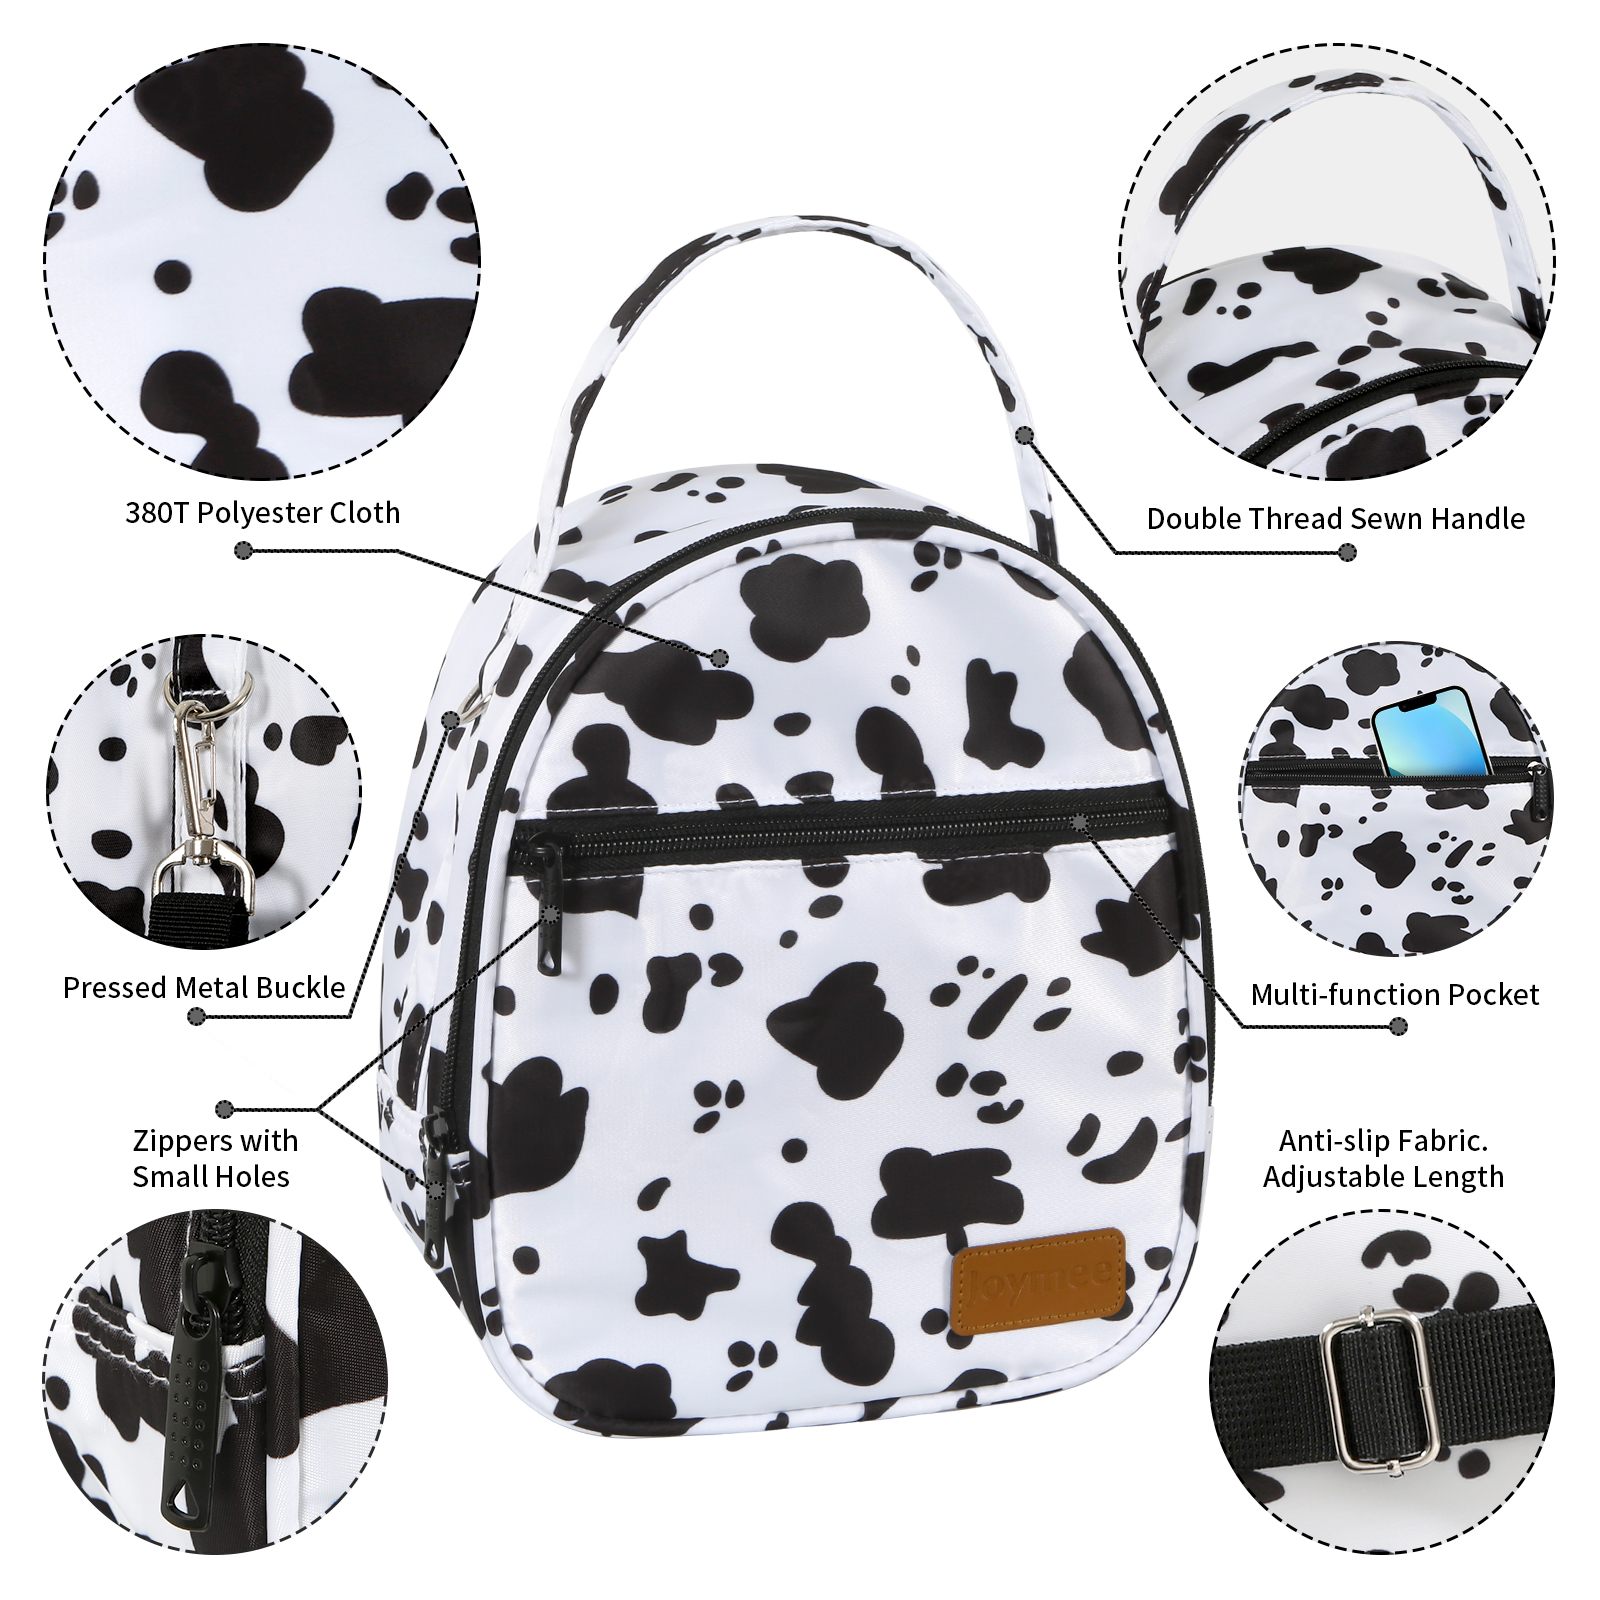 380T Polyester Cloth
Double Thread Sewn Handle
Pressed Metal Buckle
Multi-function Pocket
Zippers with
Small Holes
Anti-slip Fabric.
Adjustable Length
Joymee